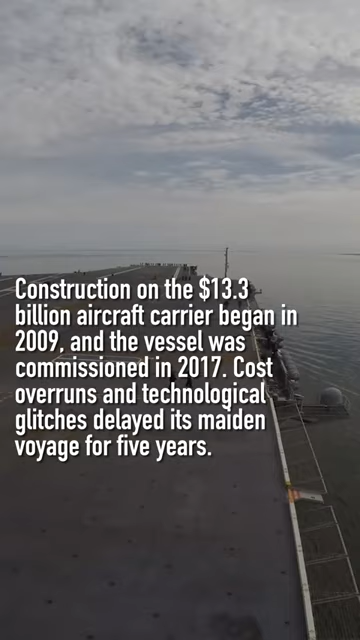 Construction on the $13.3
billion aircraft carrier began in
2009, and the vessel was
commissioned in 2017. Cost
overruns and technological
glitches delayed its maiden
voyage for five years.